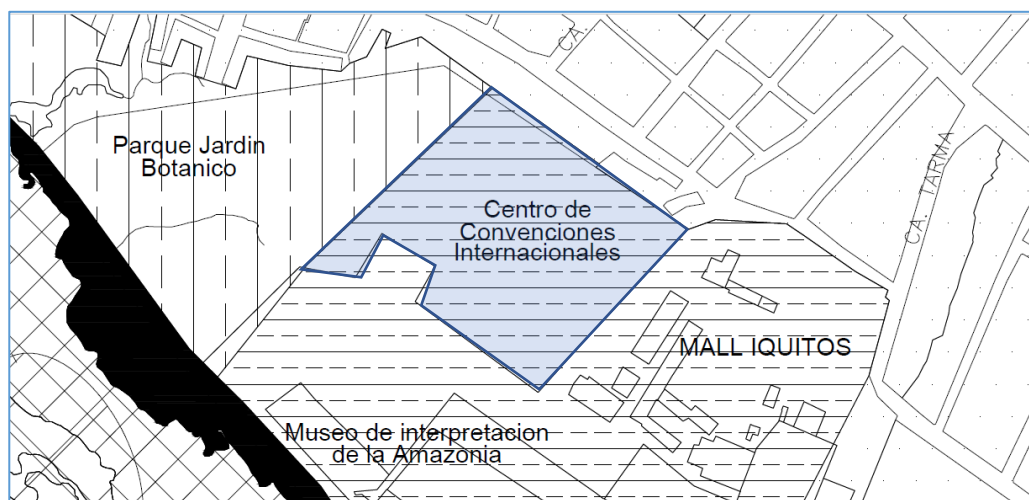 CA.
Parque Jardin
Botanico
CA. TARMA
Centro de
Convenciones
Internacionales
MALL IQUITOS
Museo de interpretacion
de la Amazonia